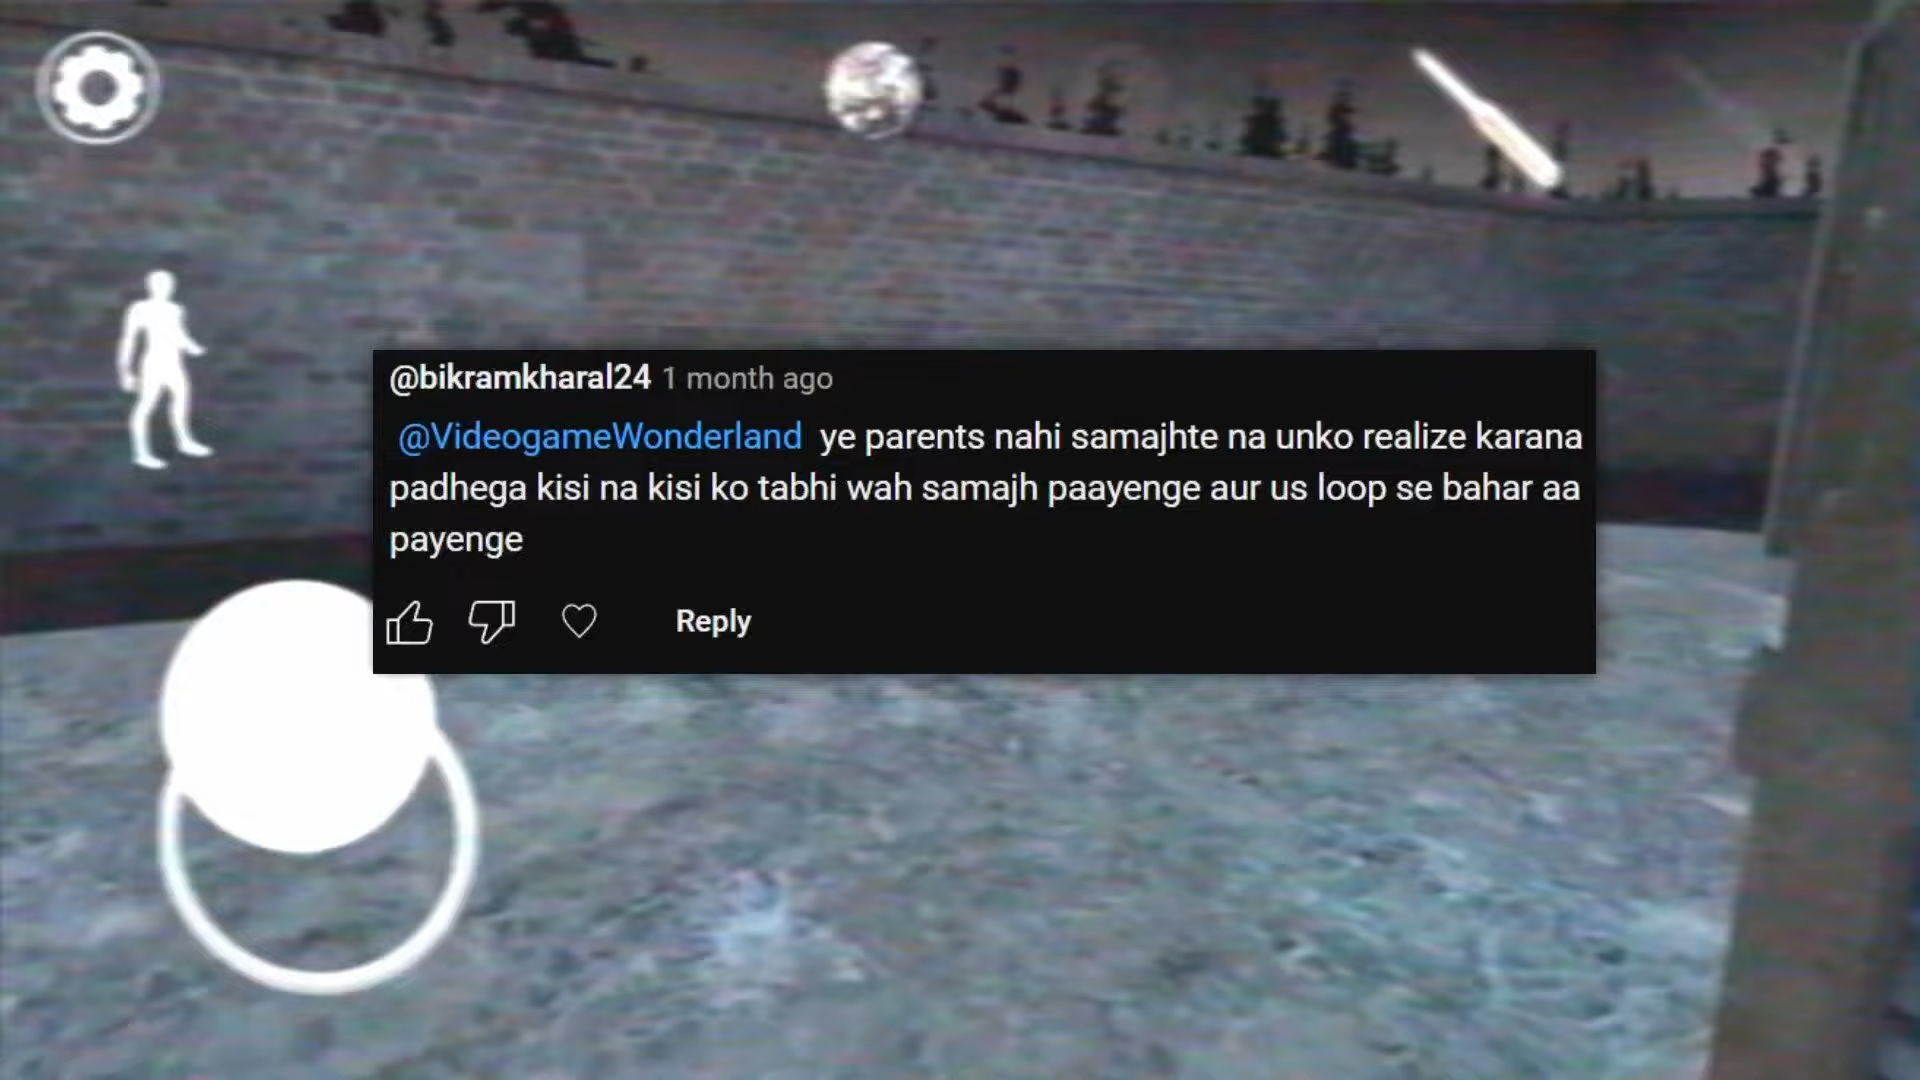 @bikramkharal24 1 month ago
@VideogameWonderland ye parents nahi samajhte na unko realize karana
padhega kisi na kisi ko tabhi wah samajh paayenge aur us loop se bahar aa
payenge
Reply